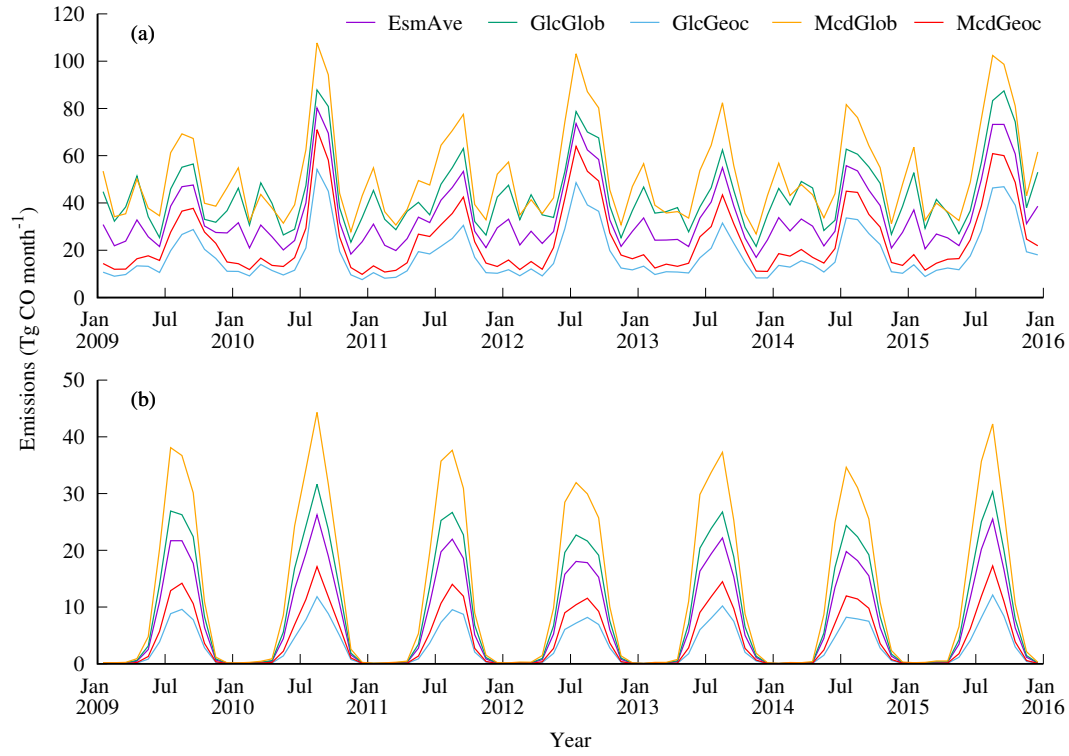 (a)
EsmAve GlcGlob GlcGeoc McdGlob McdGeoc
120
100
80
60
40
20
0
Jan Jul Jan Jul Jan Jul Jan Jul Jan Jul Jan Jul Jan Jul Jan
2009 2010 2011 2012 2013 2014 2015 2016
Emissions (Tg CO month⁻¹)
(b)
50
40
30
20
10
0
Jan Jul Jan Jul Jan Jul Jan Jul Jan Jul Jan Jul Jan Jul Jan
2009 2010 2011 2012 2013 2014 2015 2016
Year